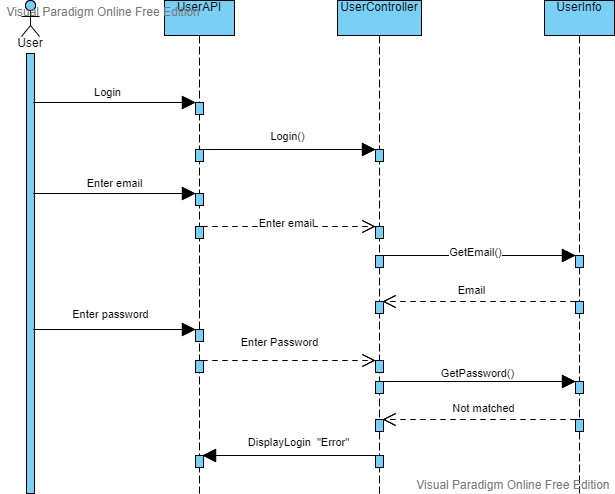 Visual Paradigm Online Free Edition
UserAPI
UserController
UserInfo
User
Login
Login()
Enter email
Enter email
GetEmail()
Email
Enter password
Enter Password
GetPassword()
Not matched
DisplayLogin "Error"
Visual Paradigm Online Free Edition